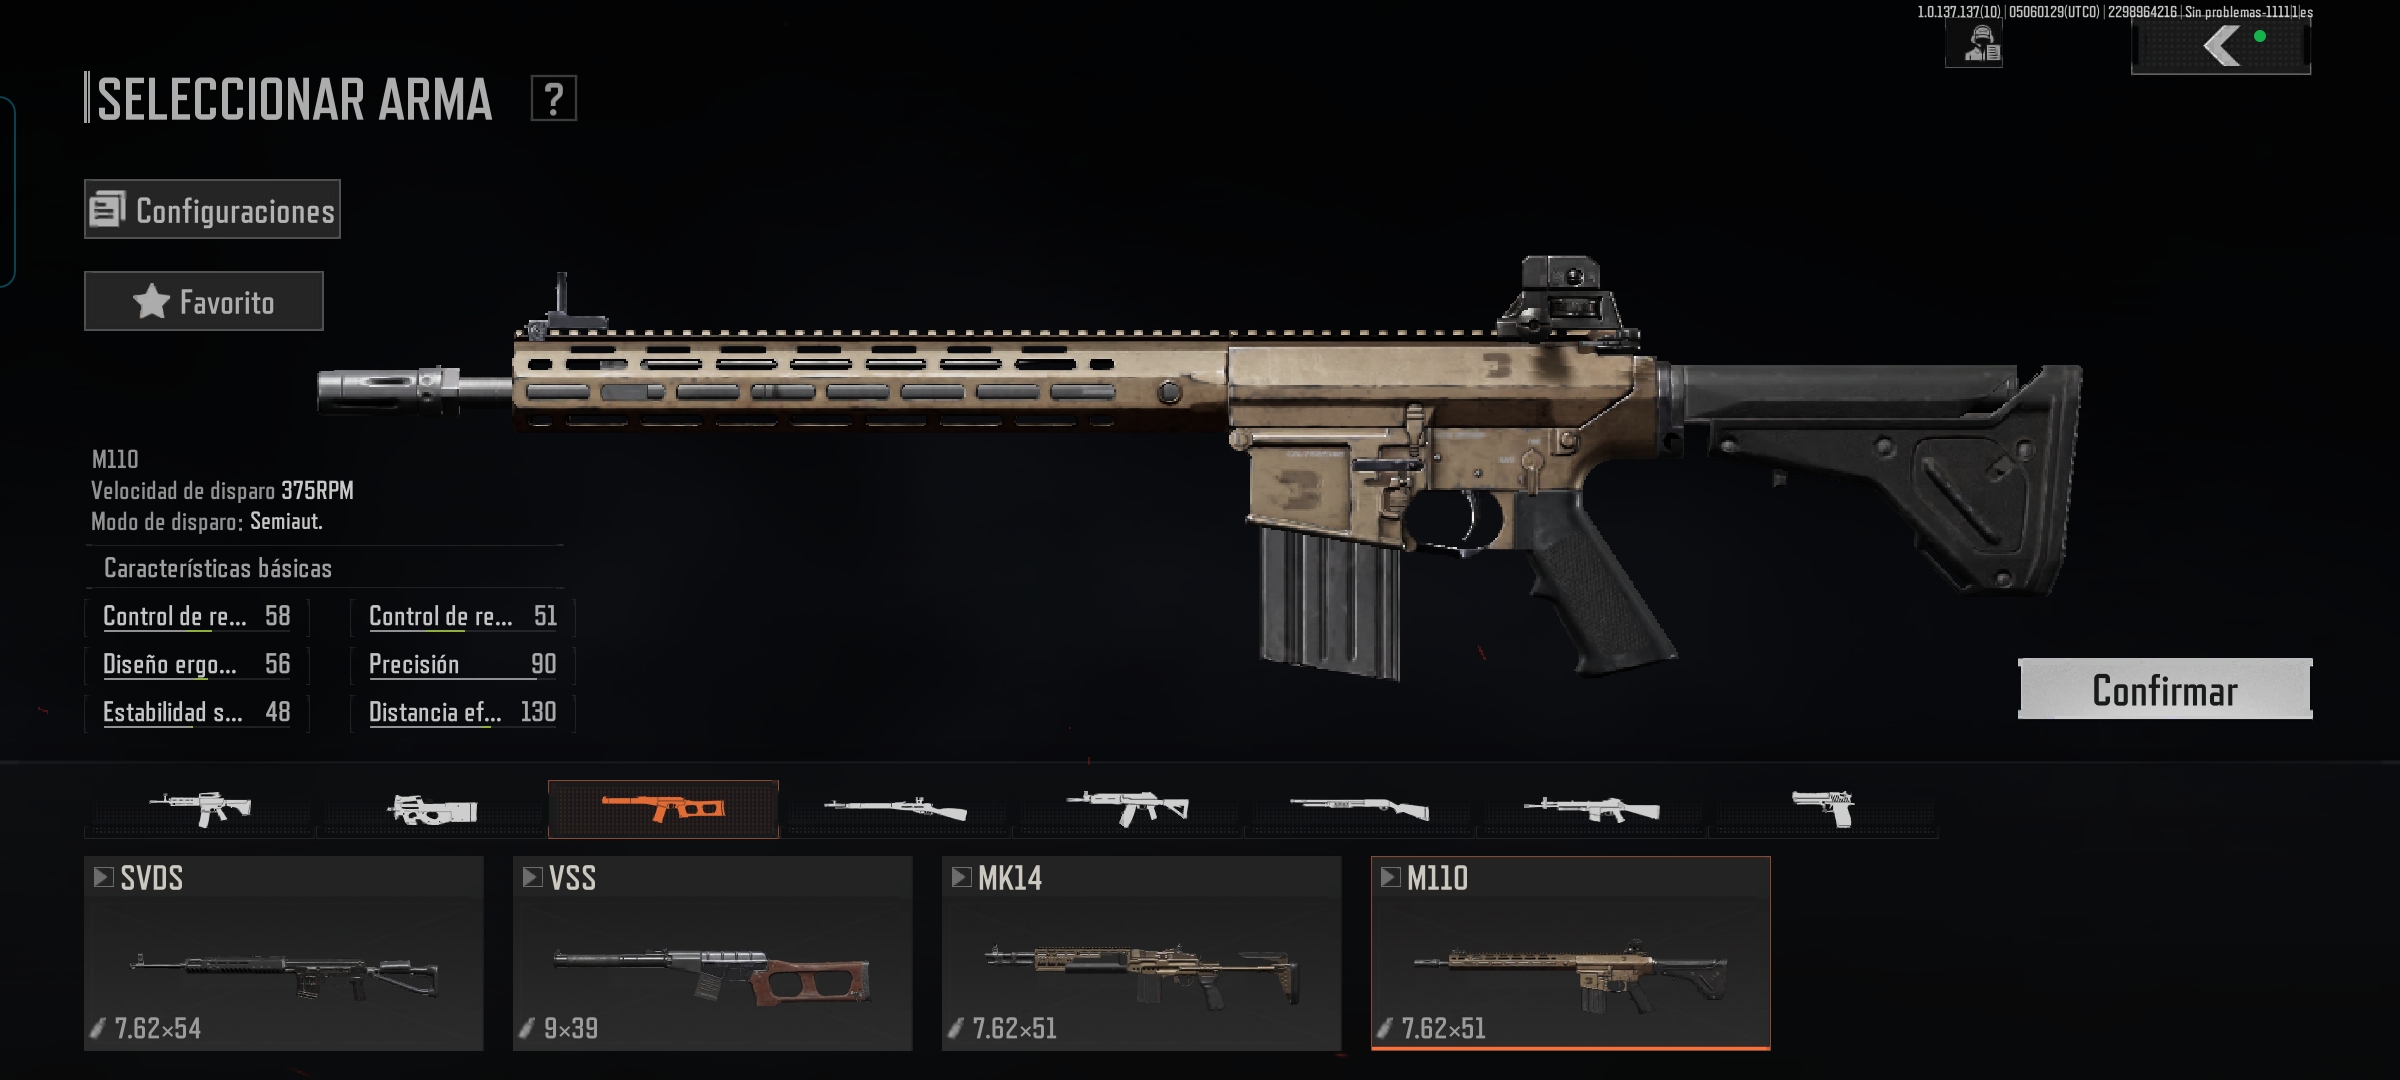 1.0.137.137(10) | 05060129(UTC0) | 2298964216 | Sin problemas-1111|1|es
SELECCIONAR ARMA ?
Configuraciones
Favorito
M110
Velocidad de disparo 375RPM
Modo de disparo: Semiaut.
Características básicas
Control de re... 58 Control de re... 51
Diseño ergo... 56 Precisión 90
Estabilidad s... 48 Distancia ef... 130
Confirmar
SVDS VSS MK14 M110
7.62×54 9×39 7.62×51 7.62×51